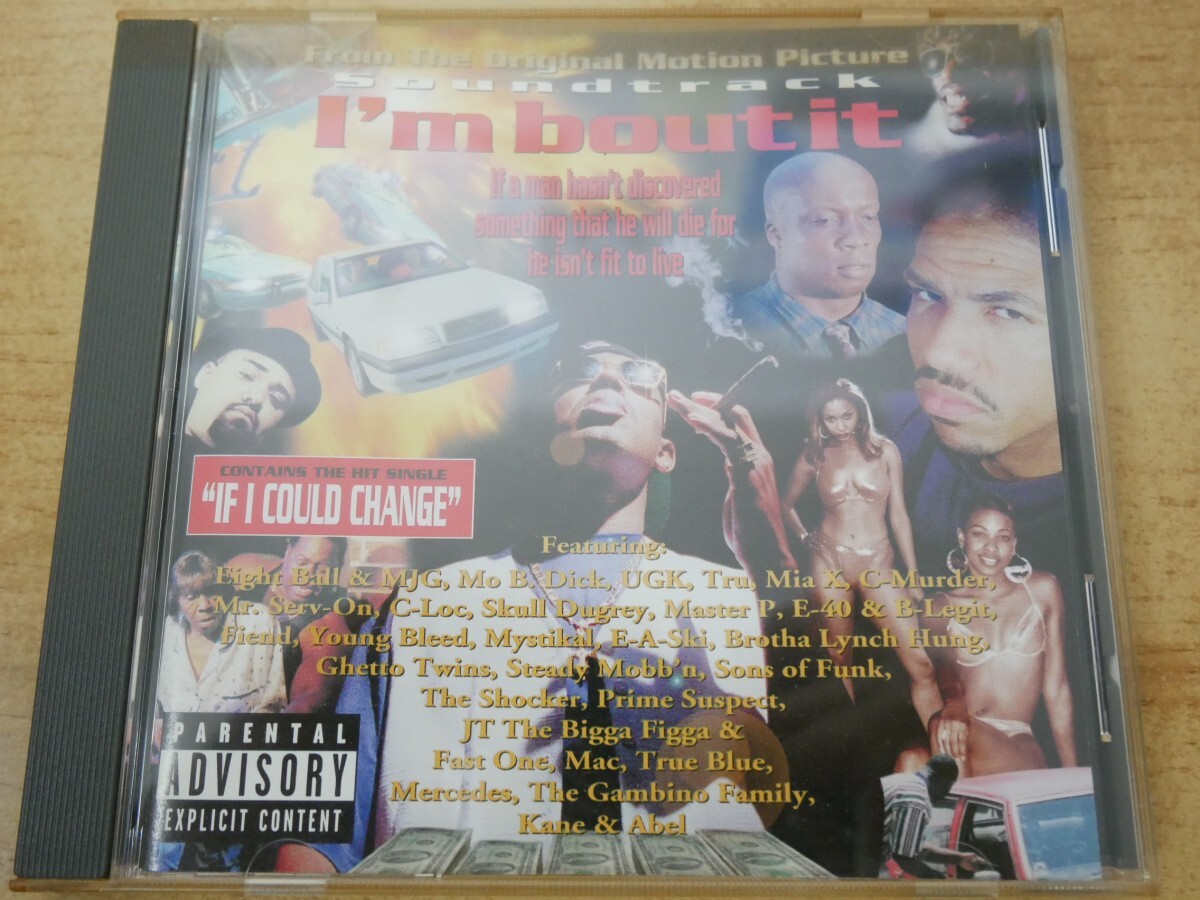 From The Original Motion Picture
Soundtrack
I'm bout it
If a man hasn't discovered
something that he will die for
he isn't fit to live
CONTAINS THE HIT SINGLE
"IF I COULD CHANGE"
Featuring:
Eight Ball & MJG, Mo B. Dick, UGK, Tru, Mia X, C-Murder,
Mr. Serv-On, C-Loc, Skull Dugrey, Master P, E-40 & B-Legit,
Fiend, Young Bleed, Mystikal, E-A-Ski, Brotha Lynch Hung,
Ghetto Twins, Steady Mobb'n, Sons of Funk,
The Shocker, Prime Suspect,
JT The Bigga Figga &
Fast One, Mac, True Blue,
Mercedes, The Gambino Family,
Kane & Abel
PARENTAL
ADVISORY
EXPLICIT CONTENT